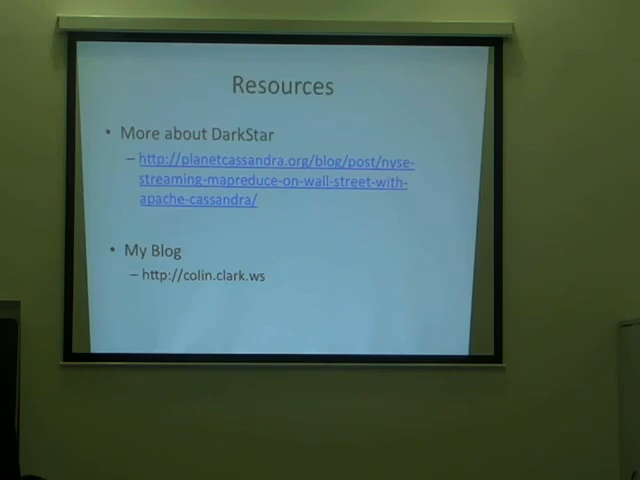 Resources
• More about DarkStar
– http://planetcassandra.org/blog/post/nyse-
streaming-mapreduce-on-wall-street-with-
apache-cassandra/
• My Blog
– http://colin.clark.ws